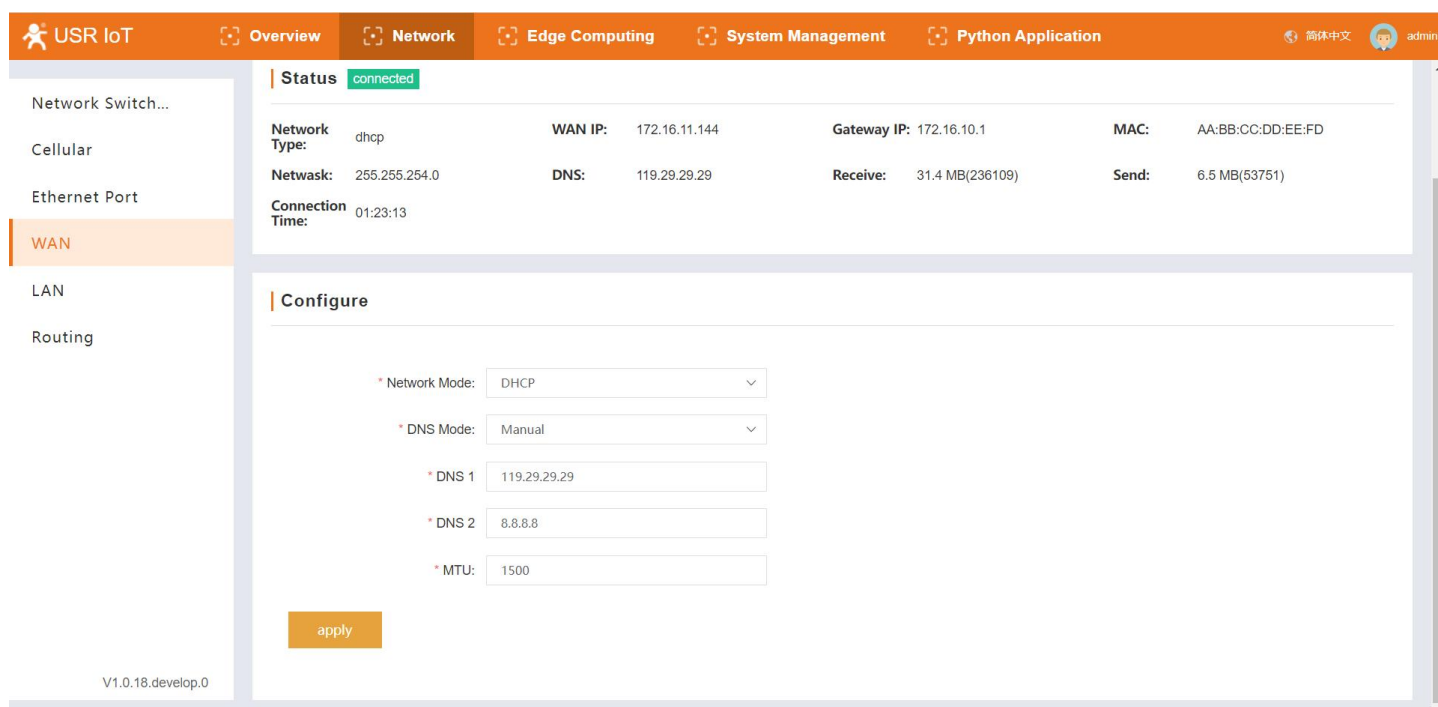 USR IoT Overview Network Edge Computing System Management Python Application 简体中文 admin
Network Switch...
Cellular
Ethernet Port
WAN
LAN
Routing
V1.0.18.develop.0
Status connected
Network Type: dhcp WAN IP: 172.16.11.144 Gateway IP: 172.16.10.1 MAC: AA:BB:CC:DD:EE:FD
Netwask: 255.255.254.0 DNS: 119.29.29.29 Receive: 31.4 MB(236109) Send: 6.5 MB(53751)
Connection Time: 01:23:13
Configure
* Network Mode: DHCP
* DNS Mode: Manual
* DNS 1 119.29.29.29
* DNS 2 8.8.8.8
* MTU: 1500
apply